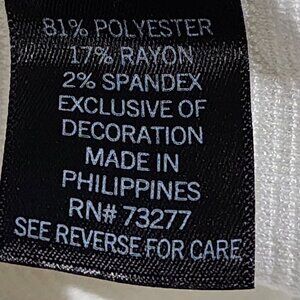 81% POLYESTER
17% RAYON
2% SPANDEX
EXCLUSIVE OF
DECORATION
MADE IN
PHILIPPINES
RN# 73277
SEE REVERSE FOR CARE